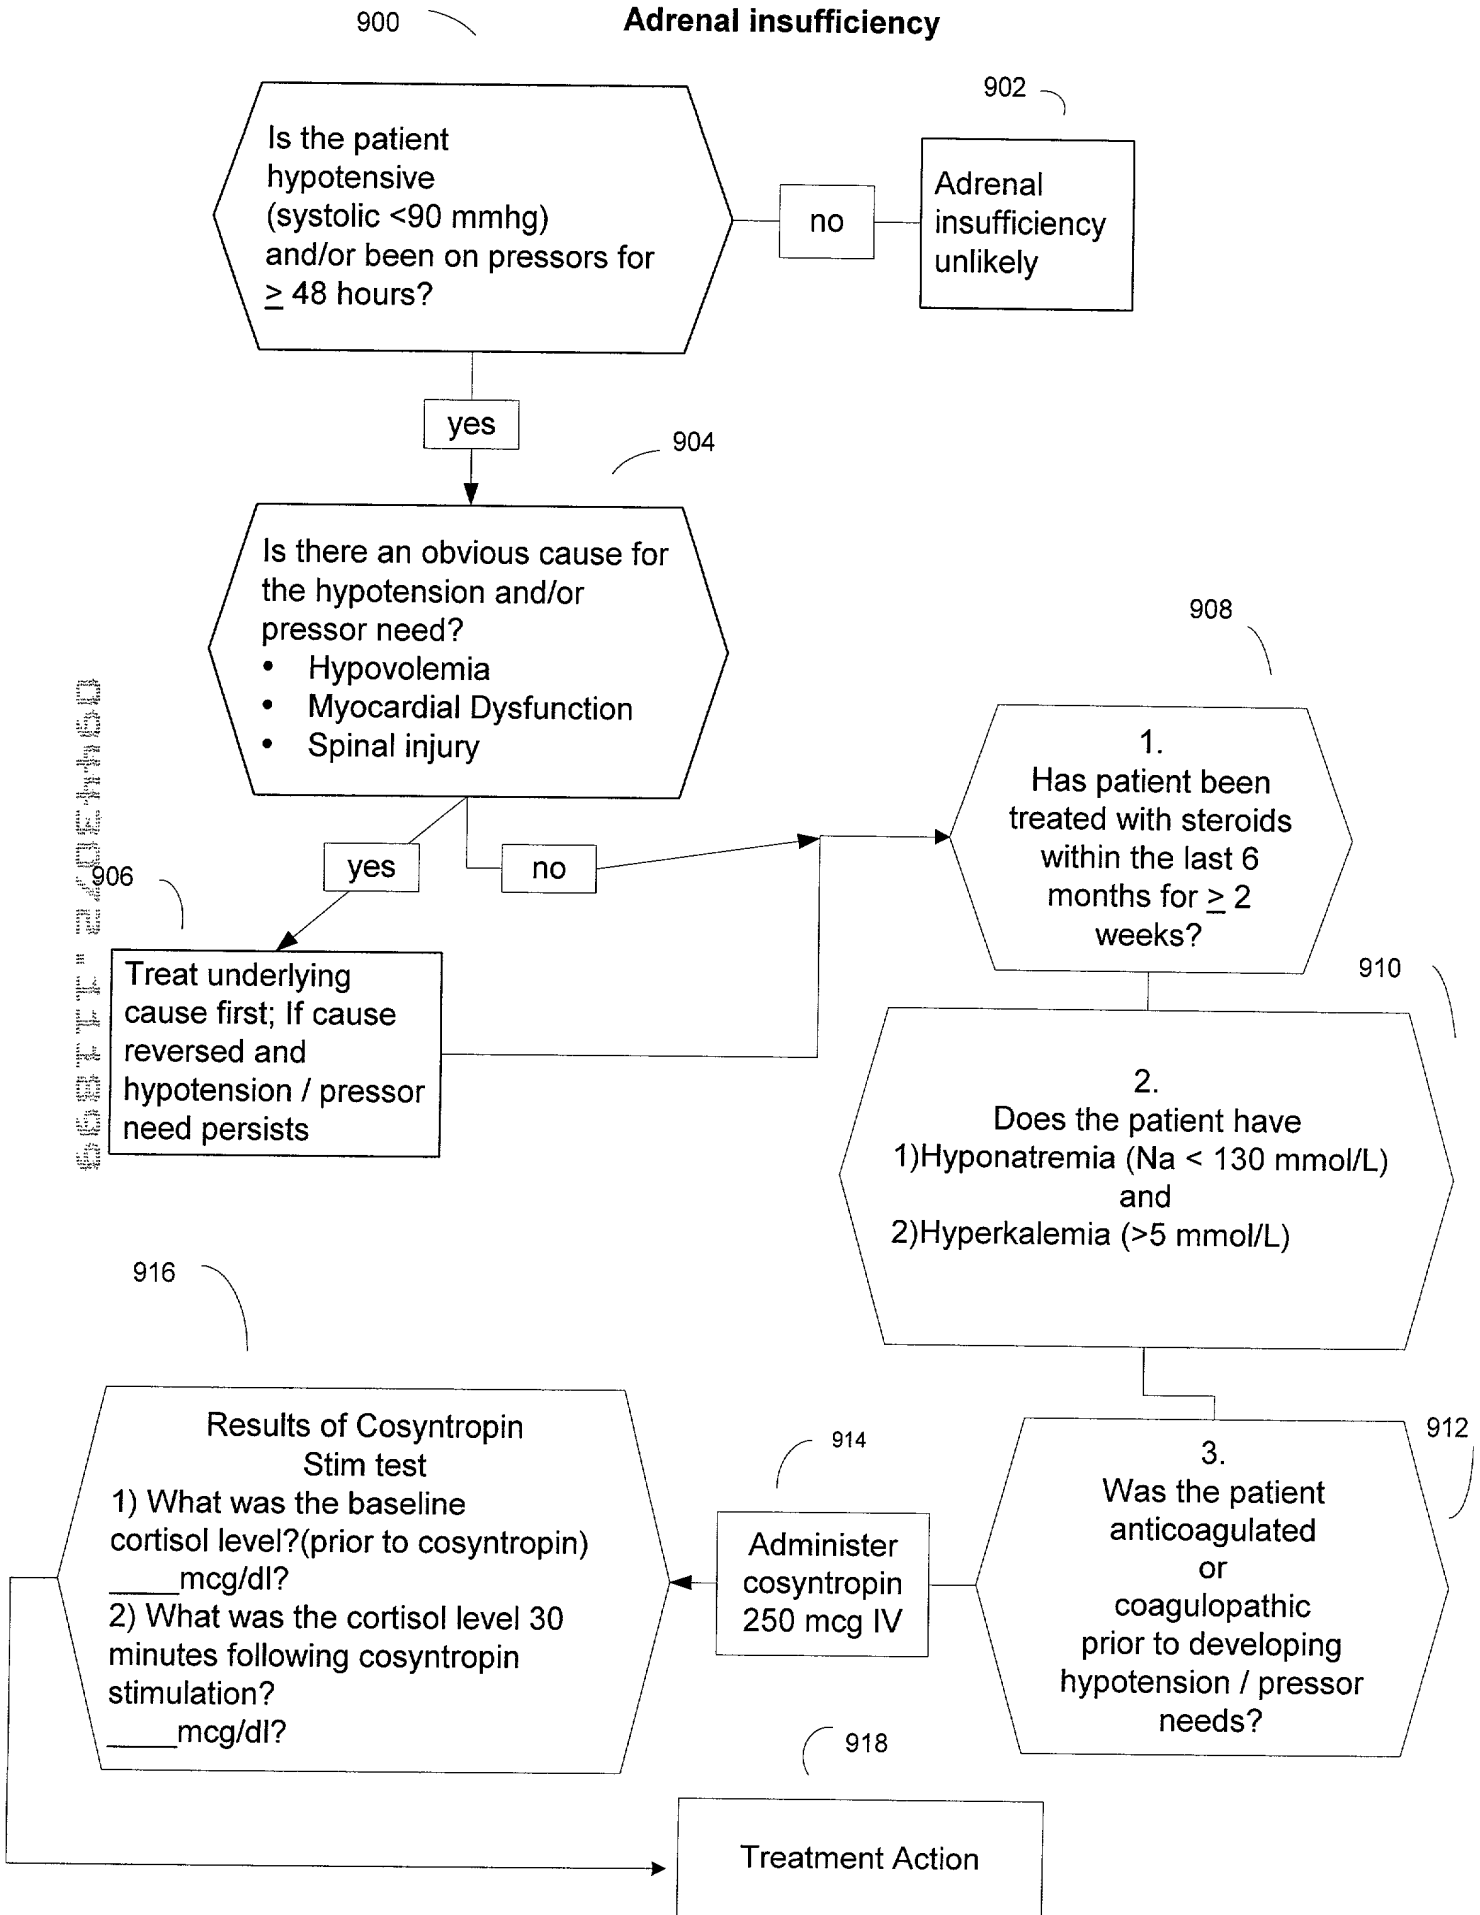 Adrenal insufficiency
900
Is the patient
hypotensive
(systolic <90 mmhg)
and/or been on pressors for
≥ 48 hours?
no
902
Adrenal
insufficiency
unlikely
yes
904
Is there an obvious cause for
the hypotension and/or
pressor need?
• Hypovolemia
• Myocardial Dysfunction
• Spinal injury
yes
no
906
Treat underlying
cause first; If cause
reversed and
hypotension / pressor
need persists
908
1.
Has patient been
treated with steroids
within the last 6
months for ≥ 2
weeks?
910
2.
Does the patient have
1)Hyponatremia (Na < 130 mmol/L)
and
2)Hyperkalemia (>5 mmol/L)
912
3.
Was the patient
anticoagulated
or
coagulopathic
prior to developing
hypotension / pressor
needs?
914
Administer
cosyntropin
250 mcg IV
916
Results of Cosyntropin
Stim test
1) What was the baseline
cortisol level?(prior to cosyntropin)
____mcg/dl?
2) What was the cortisol level 30
minutes following cosyntropin
stimulation?
____mcg/dl?
918
Treatment Action